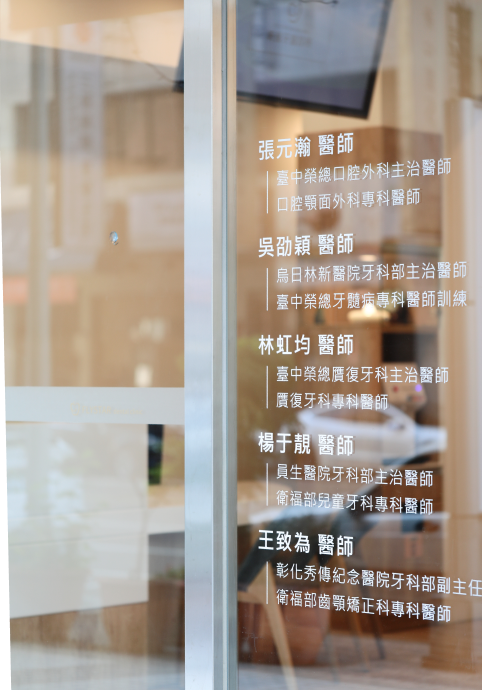 張元瀚 醫師
臺中榮總口腔外科主治醫師
口腔顎面外科專科醫師
吳劭穎 醫師
烏日林新醫院牙科部主治醫師
臺中榮總牙髓病專科醫師訓練
林虹均 醫師
臺中榮總贋復牙科主治醫師
贋復牙科專科醫師
楊于靚 醫師
員生醫院牙科部主治醫師
衛福部兒童牙科專科醫師
王致為 醫師
彰化秀傳紀念醫院牙科部副主任
衛福部齒顎矯正科專科醫師